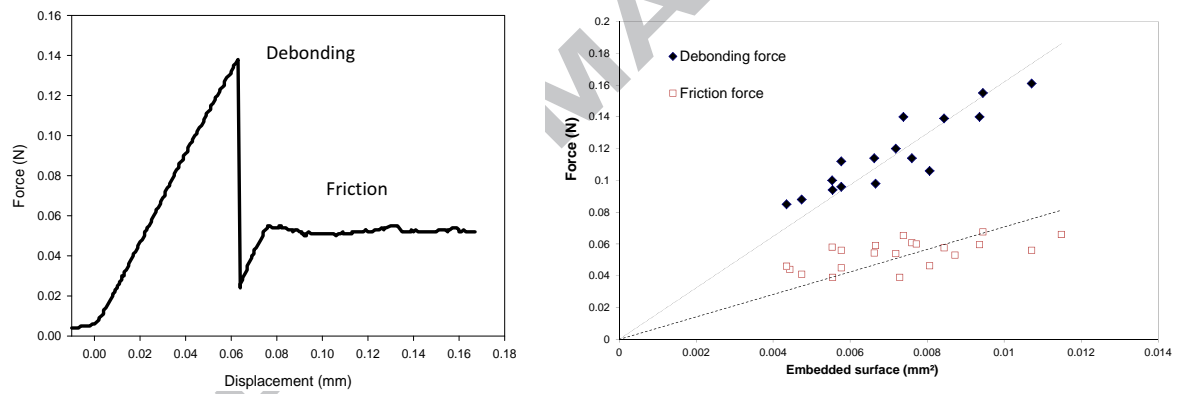 0.16
0.14
0.12
0.10
0.08
0.06
0.04
0.02
0.00
Force (N)
Debonding
Friction
0.00 0.02 0.04 0.06 0.08 0.10 0.12 0.14 0.16 0.18
Displacement (mm)
MA
0.2
0.18
0.16
0.14
0.12
0.1
0.08
0.06
0.04
0.02
0
Force (N)
Debonding force
Friction force
0 0.002 0.004 0.006 0.008 0.01 0.012 0.014
Embedded surface (mm²)